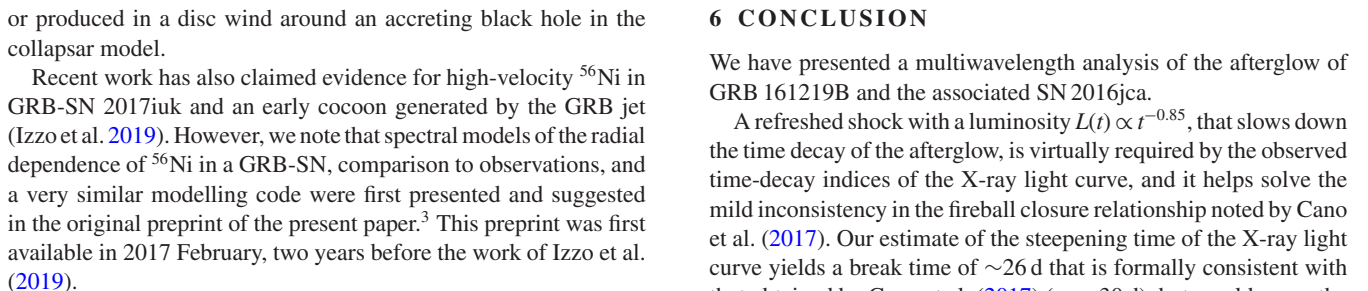 or produced in a disc wind around an accreting black hole in the
collapsar model.
Recent work has also claimed evidence for high-velocity ⁵⁶Ni in
GRB-SN 2017iuk and an early cocoon generated by the GRB jet
(Izzo et al. 2019). However, we note that spectral models of the radial
dependence of ⁵⁶Ni in a GRB-SN, comparison to observations, and
a very similar modelling code were first presented and suggested
in the original preprint of the present paper.³ This preprint was first
available in 2017 February, two years before the work of Izzo et al.
(2019).
6 CONCLUSION
We have presented a multiwavelength analysis of the afterglow of
GRB 161219B and the associated SN 2016jca.
A refreshed shock with a luminosity L(t) ∝ t⁻⁰·⁸⁵, that slows down
the time decay of the afterglow, is virtually required by the observed
time-decay indices of the X-ray light curve, and it helps solve the
mild inconsistency in the fireball closure relationship noted by Cano
et al. (2017). Our estimate of the steepening time of the X-ray light
curve yields a break time of ∼26 d that is formally consistent with